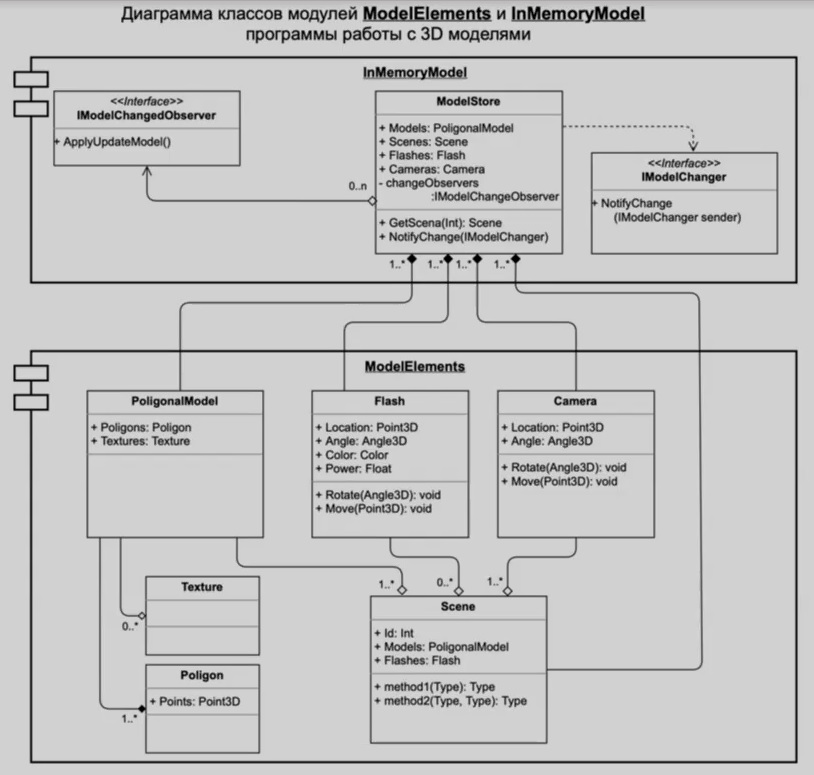 Диаграмма классов модулей ModelElements и InMemoryModel
программы работы с 3D моделями
InMemoryModel
<<Interface>>
IModelChangedObserver
+ ApplyUpdateModel()
ModelStore
+ Models: PoligonalModel
+ Scenes: Scene
+ Flashes: Flash
+ Cameras: Camera
- changeObservers
:IModelChangeObserver
+ GetScena(Int): Scene
+ NotifyChange(IModelChanger)
<<Interface>>
IModelChanger
+ NotifyChange
(IModelChanger sender)
0..n
1..*
1..*
1..*
1..*
ModelElements
PoligonalModel
+ Poligons: Poligon
+ Textures: Texture
Flash
+ Location: Point3D
+ Angle: Angle3D
+ Color: Color
+ Power: Float
+ Rotate(Angle3D): void
+ Move(Point3D): void
Camera
+ Location: Point3D
+ Angle: Angle3D
+ Rotate(Angle3D): void
+ Move(Point3D): void
Texture
0..*
Poligon
+ Points: Point3D
1..*
1..*
0..*
1..*
Scene
+ Id: Int
+ Models: PoligonalModel
+ Flashes: Flash
+ method1(Type): Type
+ method2(Type, Type): Type